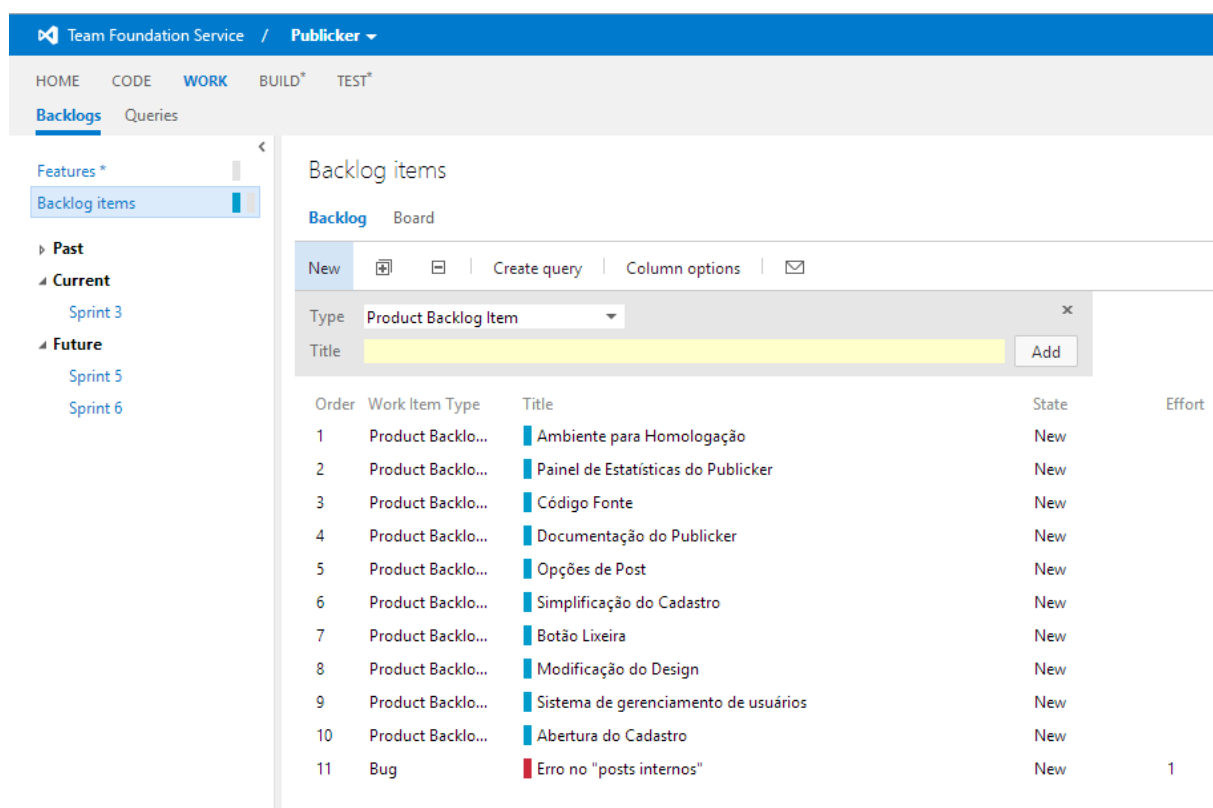 Team Foundation Service / Publicker
HOME CODE WORK BUILD* TEST*
Backlogs Queries
Features *
Backlog items
Past
Current
Sprint 3
Future
Sprint 5
Sprint 6
Backlog items
Backlog Board
New Create query Column options
Type Product Backlog Item x
Title Add
Order Work Item Type Title State Effort
1 Product Backlo... Ambiente para Homologação New
2 Product Backlo... Painel de Estatísticas do Publicker New
3 Product Backlo... Código Fonte New
4 Product Backlo... Documentação do Publicker New
5 Product Backlo... Opções de Post New
6 Product Backlo... Simplificação do Cadastro New
7 Product Backlo... Botão Lixeira New
8 Product Backlo... Modificação do Design New
9 Product Backlo... Sistema de gerenciamento de usuários New
10 Product Backlo... Abertura do Cadastro New
11 Bug Erro no "posts internos" New 1